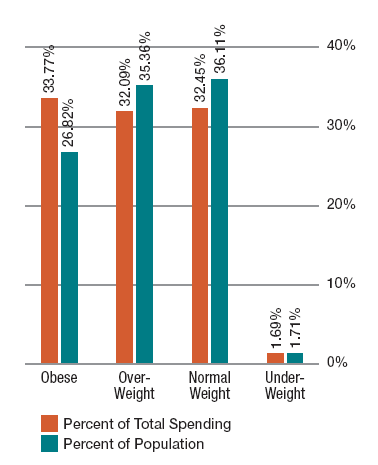 40%
30%
20%
10%
0%
33.77%
26.82%
32.09%
35.36%
32.45%
36.11%
1.69%
1.71%
Obese
Over-
Weight
Normal
Weight
Under-
Weight
Percent of Total Spending
Percent of Population